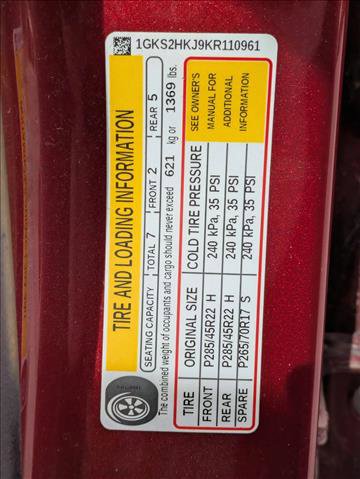 1GKS2HKJ9KR110961
TIRE AND LOADING INFORMATION
SEATING CAPACITY TOTAL 7 FRONT 2 REAR 5
The combined weight of occupants and cargo should never exceed 621 kg or 1369 lbs.
TIRE ORIGINAL SIZE COLD TIRE PRESSURE SEE OWNER'S
FRONT P285/45R22 H 240 kPa, 35 PSI MANUAL FOR
REAR P285/45R22 H 240 kPa, 35 PSI ADDITIONAL
SPARE P265/70R17 S 240 kPa, 35 PSI INFORMATION